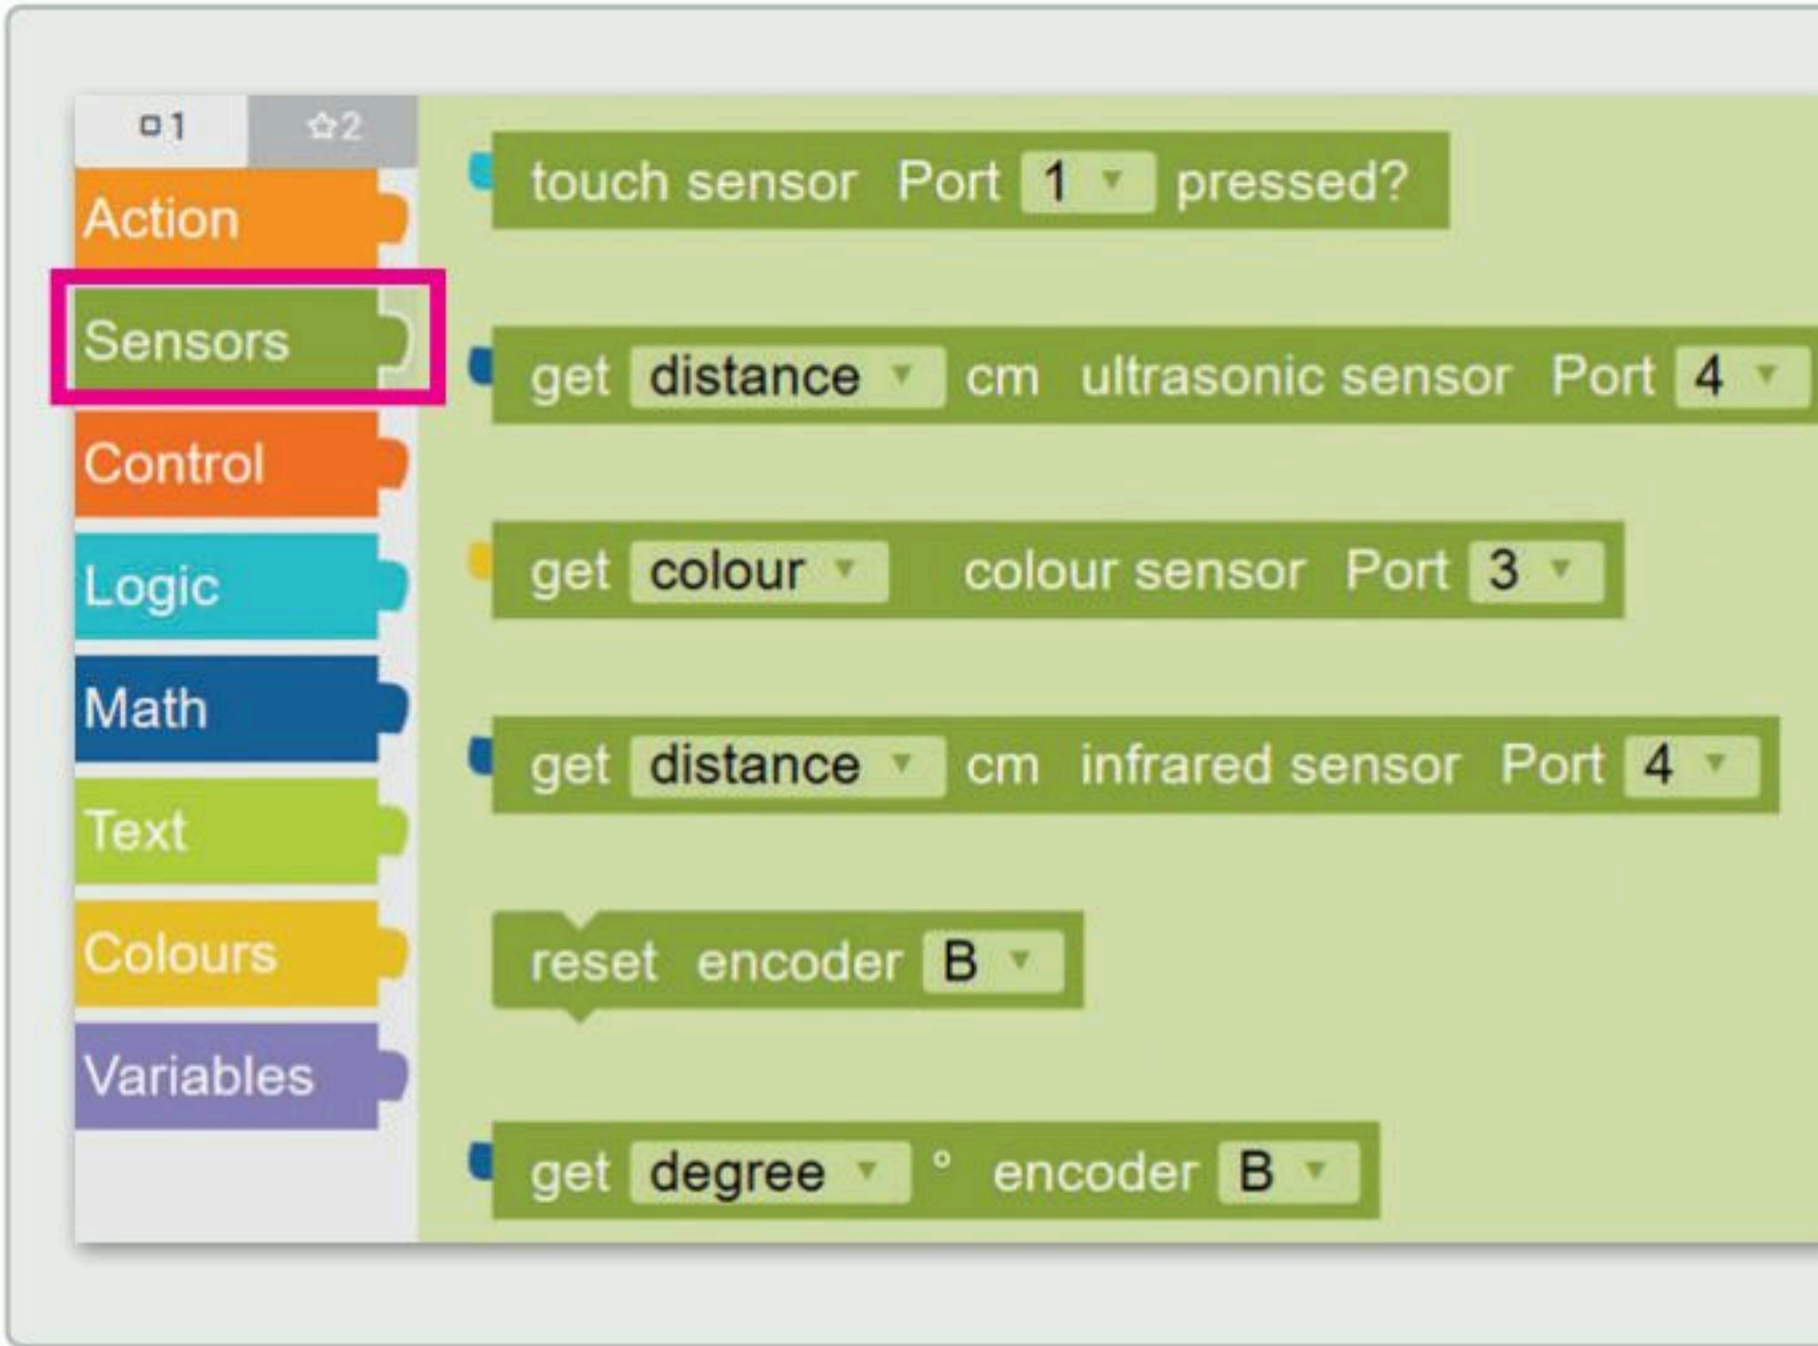 1 2
Action
Sensors
Control
Logic
Math
Text
Colours
Variables
touch sensor Port 1 pressed?
get distance cm ultrasonic sensor Port 4
get colour colour sensor Port 3
get distance cm infrared sensor Port 4
reset encoder B
get degree ° encoder B